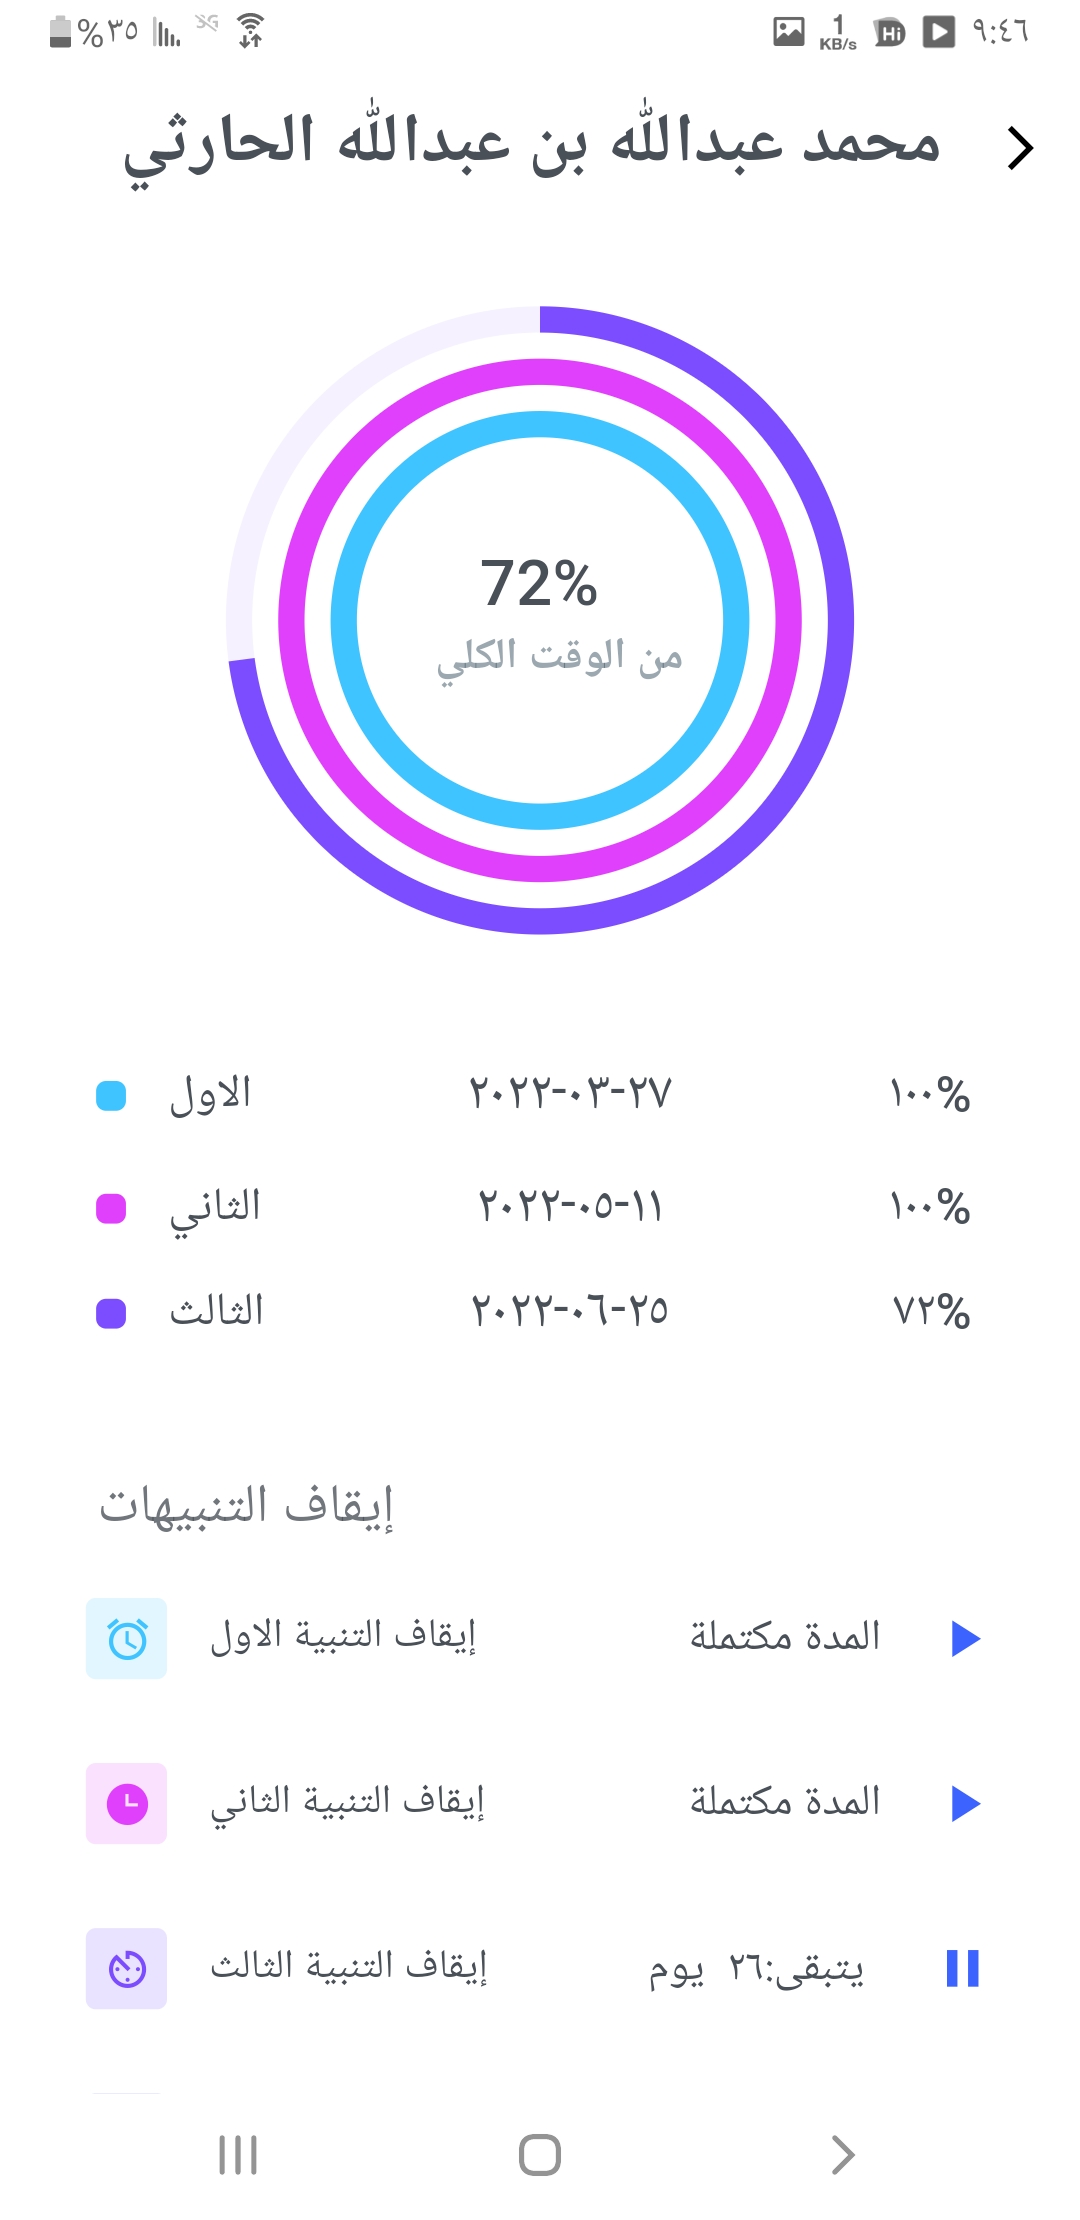 %٣٥ 3G 1 KB/s Hi ٩:٤٦
محمد عبدالله بن عبدالله الحارثي
72%
من الوقت الكلي
الاول ٢٠٢٢-٠٣-٢٧ ١٠٠%
الثاني ٢٠٢٢-٠٥-١١ ١٠٠%
الثالث ٢٠٢٢-٠٦-٢٥ ٧٢%
إيقاف التنبيهات
إيقاف التنبية الاول المدة مكتملة
إيقاف التنبية الثاني المدة مكتملة
إيقاف التنبية الثالث يتبقى:٢٦ يوم